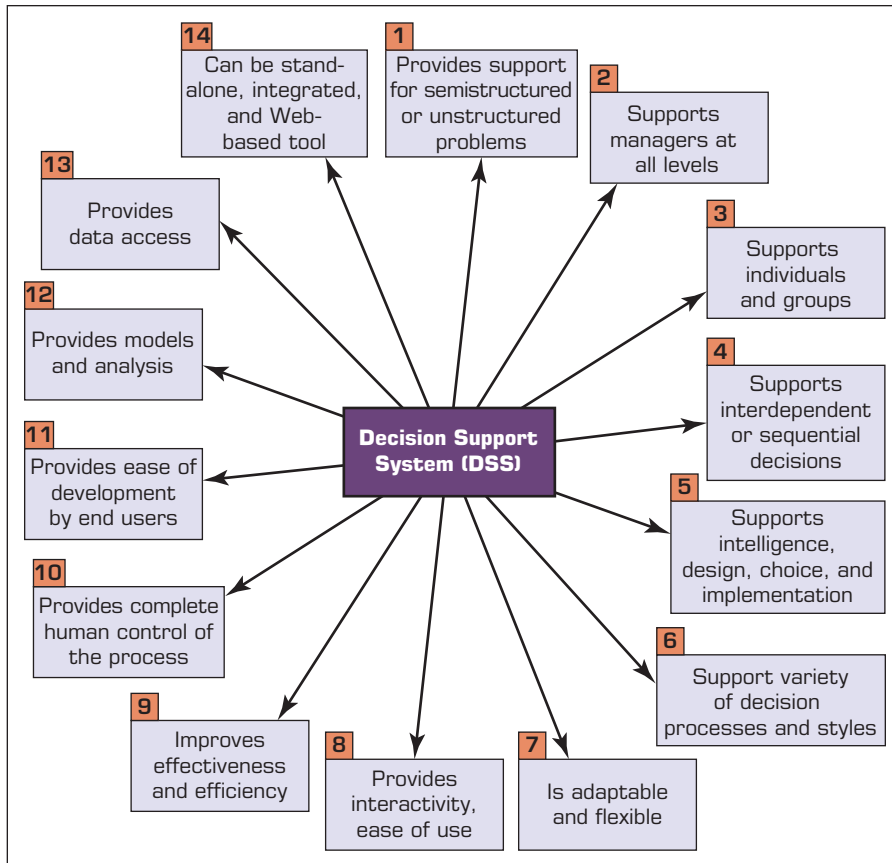 14
Can be stand-
alone, integrated,
and Web-
based tool
1
Provides support
for semistructured
or unstructured
problems
2
Supports
managers at
all levels
3
Supports
individuals
and groups
4
Supports
interdependent
or sequential
decisions
5
Supports
intelligence,
design, choice, and
implementation
6
Support variety
of decision
processes and styles
7
Is adaptable
and flexible
8
Provides
interactivity,
ease of use
9
Improves
effectiveness
and efficiency
10
Provides complete
human control of
the process
11
Provides ease of
development
by end users
12
Provides models
and analysis
13
Provides
data access
Decision Support
System (DSS)